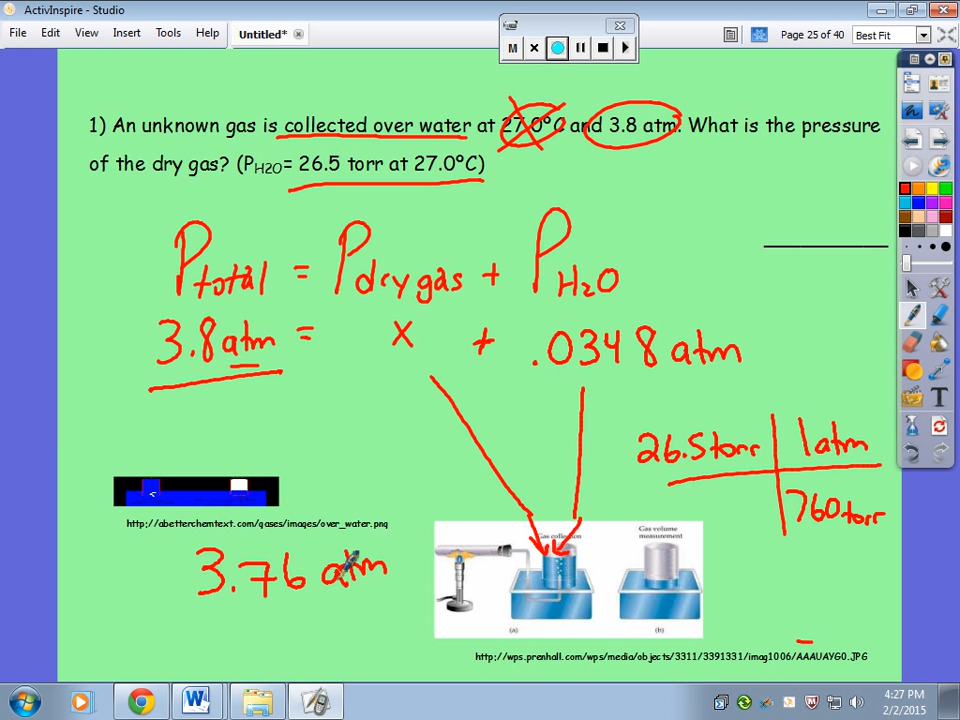 ActivInspire - Studio
File Edit View Insert Tools Help Untitled* Page 25 of 40 Best Fit
M
1) An unknown gas is collected over water at 27.0°C and 3.8 atm. What is the pressure
of the dry gas? (PH2O= 26.5 torr at 27.0°C)
Ptotal = Pdry gas + PH2O
3.8 atm = x + .0348 atm
26.5 torr 1 atm
760 torr
http://abetterchemtext.com/gases/images/over_water.png
3.76 atm
Gas collection
Gas volume
measurement
(a) (b)
http://wps.prenhall.com/wps/media/objects/3311/3391331/imag1006/AAAUAYG0.JPG
T
W
4:27 PM
2/2/2015